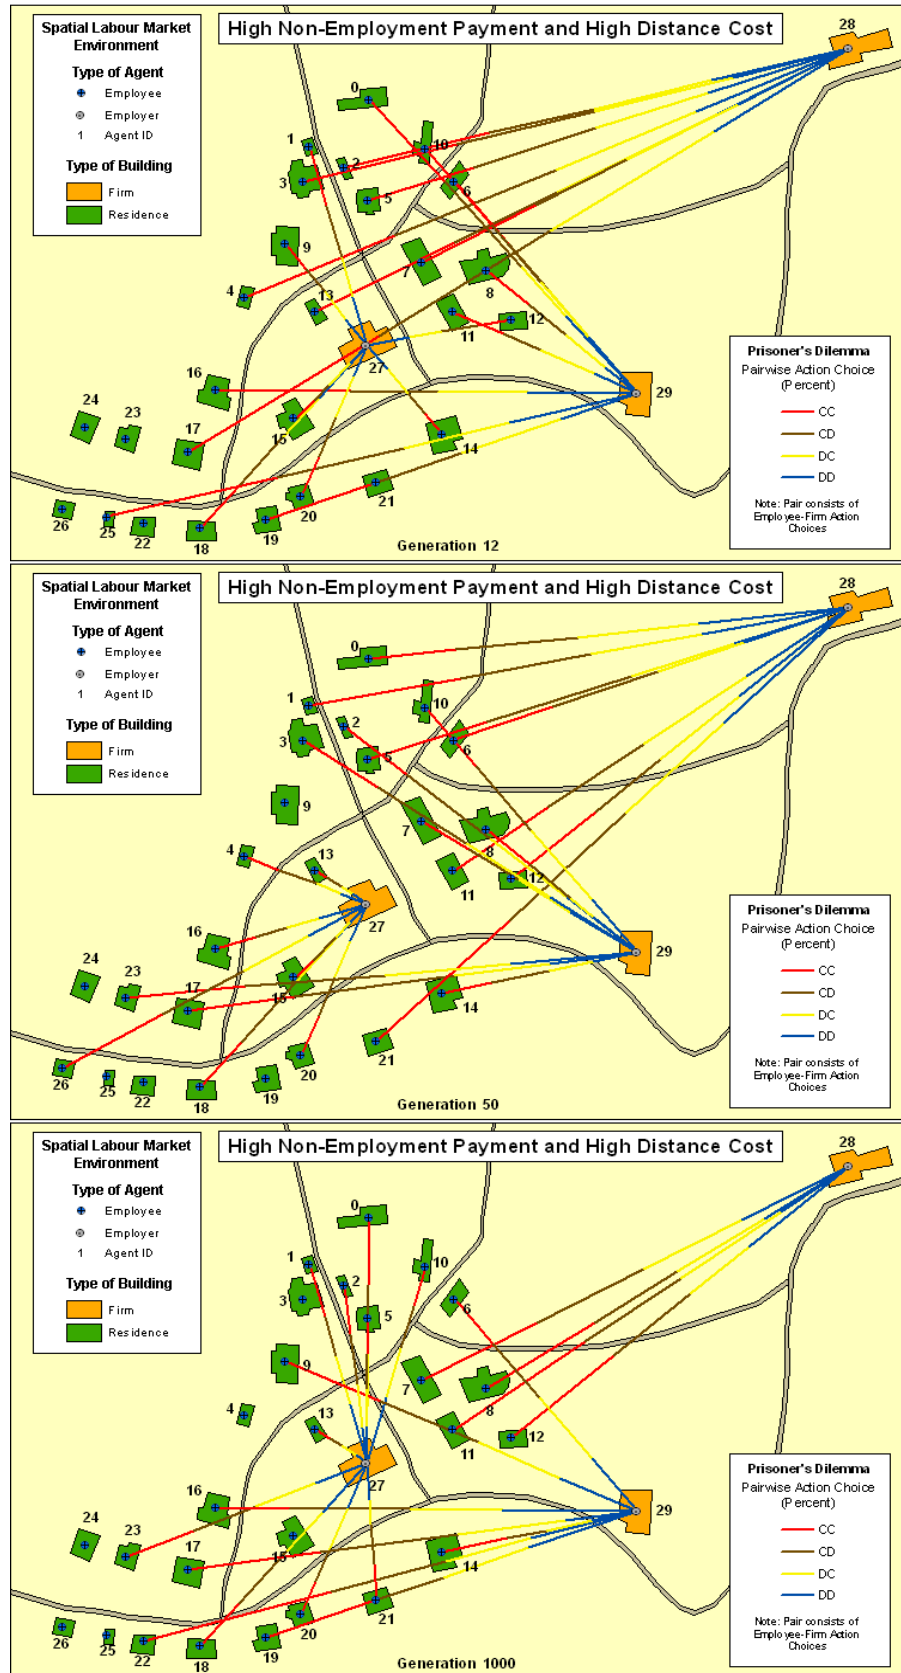 High Non-Employment Payment and High Distance Cost
Spatial Labour Market
Environment
Type of Agent
Employee
Employer
1 Agent ID
Type of Building
Firm
Residence
28
0
1
2
10
3
5
6
9
7
4
13
8
11
12
27
16
29
24
23
17
15
14
21
26
25
22
18
19
20
Prisoner's Dilemma
Pairwise Action Choice
(Percent)
CC
CD
DC
DD
Note: Pair consists of
Employee-Firm Action
Choices
Generation 12
High Non-Employment Payment and High Distance Cost
Spatial Labour Market
Environment
Type of Agent
Employee
Employer
1 Agent ID
Type of Building
Firm
Residence
28
0
1
2
10
3
5
6
9
7
4
13
8
11
12
27
16
29
24
23
17
15
14
21
26
25
22
18
19
20
Prisoner's Dilemma
Pairwise Action Choice
(Percent)
CC
CD
DC
DD
Note: Pair consists of
Employee-Firm Action
Choices
Generation 50
High Non-Employment Payment and High Distance Cost
Spatial Labour Market
Environment
Type of Agent
Employee
Employer
1 Agent ID
Type of Building
Firm
Residence
28
0
1
2
10
3
5
6
9
7
4
13
8
11
12
27
16
29
24
23
17
15
14
21
26
25
22
18
19
20
Prisoner's Dilemma
Pairwise Action Choice
(Percent)
CC
CD
DC
DD
Note: Pair consists of
Employee-Firm Action
Choices
Generation 1000